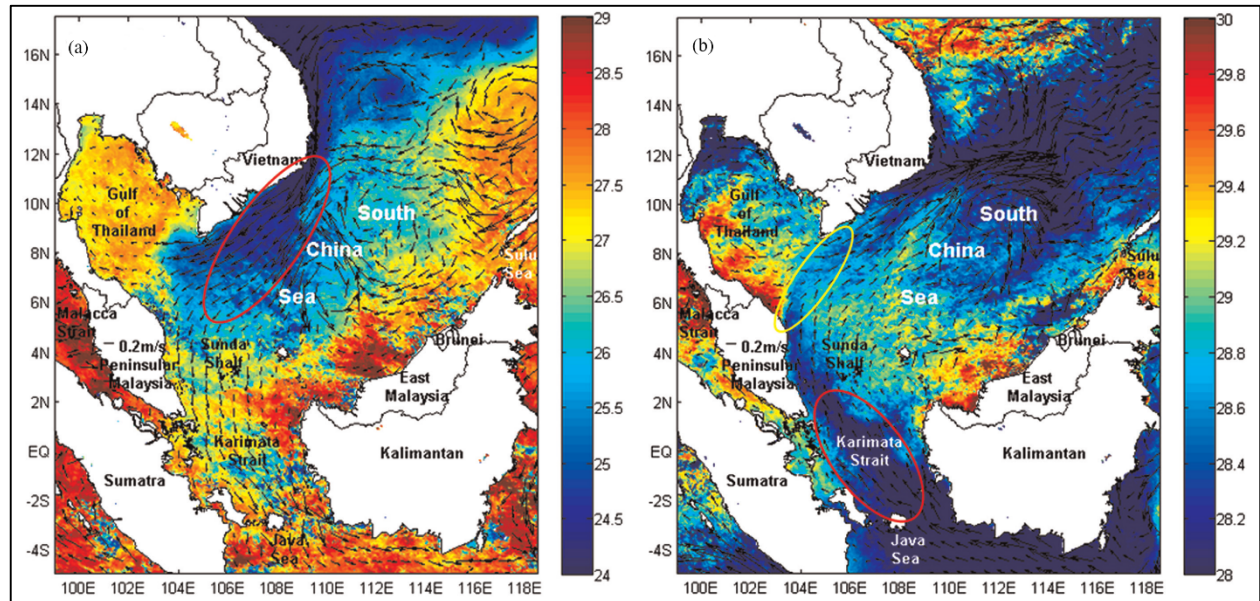 (a)
16N
14N
12N
10N
8N
6N
4N
2N
EQ
-2S
-4S
100E 102E 104E 106E 108E 110E 112E 114E 116E 118E
Vietnam
Gulf
of
Thailand
South
China
Sea
Sulu
Sea
Malacca
Strait
0.2m/s
Peninsular
Malaysia
Sunda
Shalf
Brunei
East
Malaysia
Karimata
Strait
Kalimantan
Sumatra
Java
Sea
29
28.5
28
27.5
27
26.5
26
25.5
25
24.5
24
(b)
16N
14N
12N
10N
8N
6N
4N
2N
EQ
-2S
-4S
100E 102E 104E 106E 108E 110E 112E 114E 116E 118E
Vietnam
Gulf
of
Thailand
South
China
Sea
Sulu
Sea
Malacca
Strait
0.2m/s
Peninsular
Malaysia
Sunda
Shalf
Brunei
East
Malaysia
Karimata
Strait
Kalimantan
Sumatra
Java
Sea
30
29.8
29.6
29.4
29.2
29
28.8
28.6
28.4
28.2
28